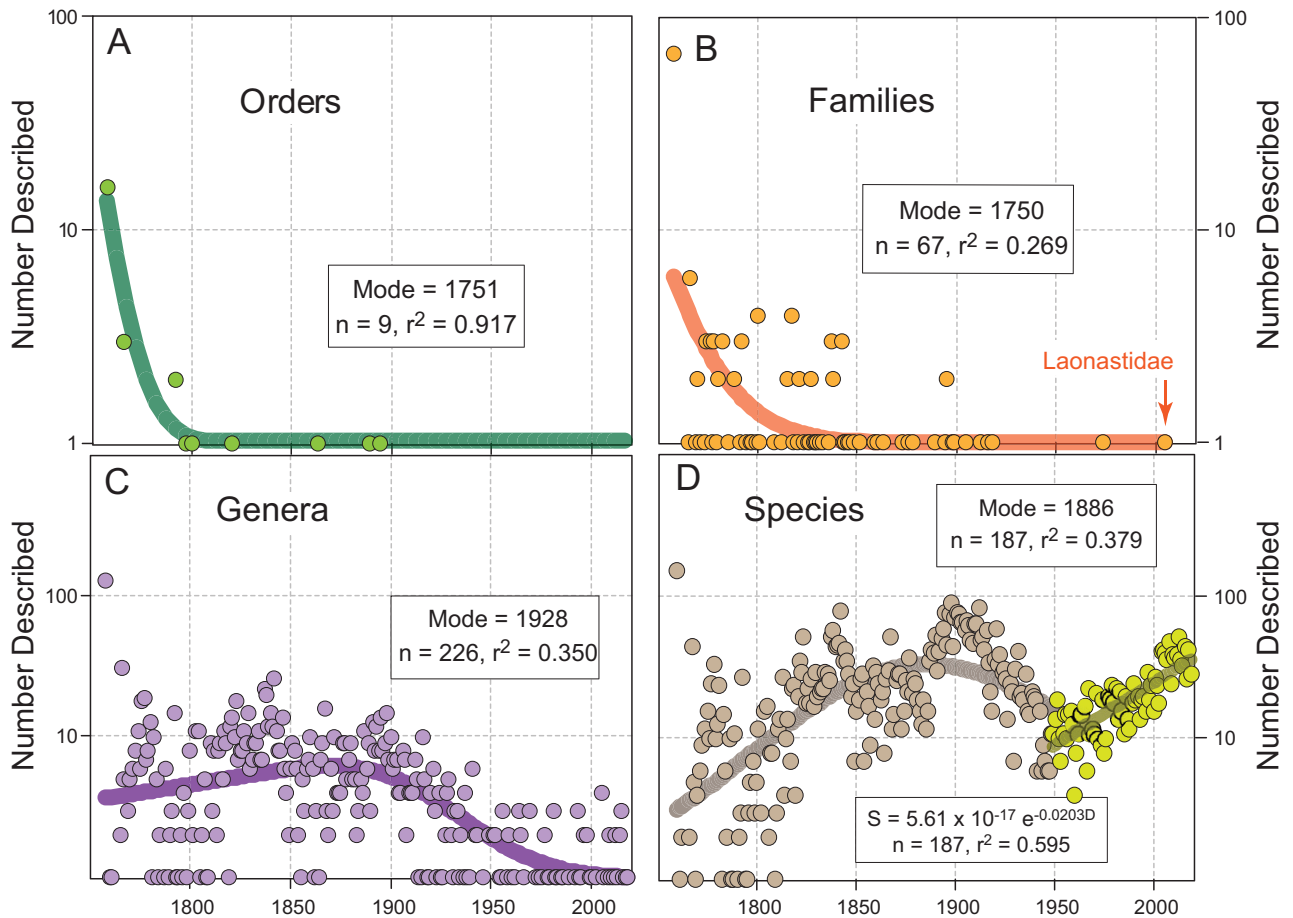 A
Orders
Number Described
100
10
1
Mode = 1751
n = 9, r² = 0.917
B
Families
Number Described
100
10
1
Mode = 1750
n = 67, r² = 0.269
Laonastidae
C
Genera
Number Described
100
10
Mode = 1928
n = 226, r² = 0.350
1800 1850 1900 1950 2000
D
Species
Number Described
100
10
Mode = 1886
n = 187, r² = 0.379
S = 5.61 x 10⁻¹⁷ e⁻⁰·⁰²⁰³ᴰ
n = 187, r² = 0.595
1800 1850 1900 1950 2000